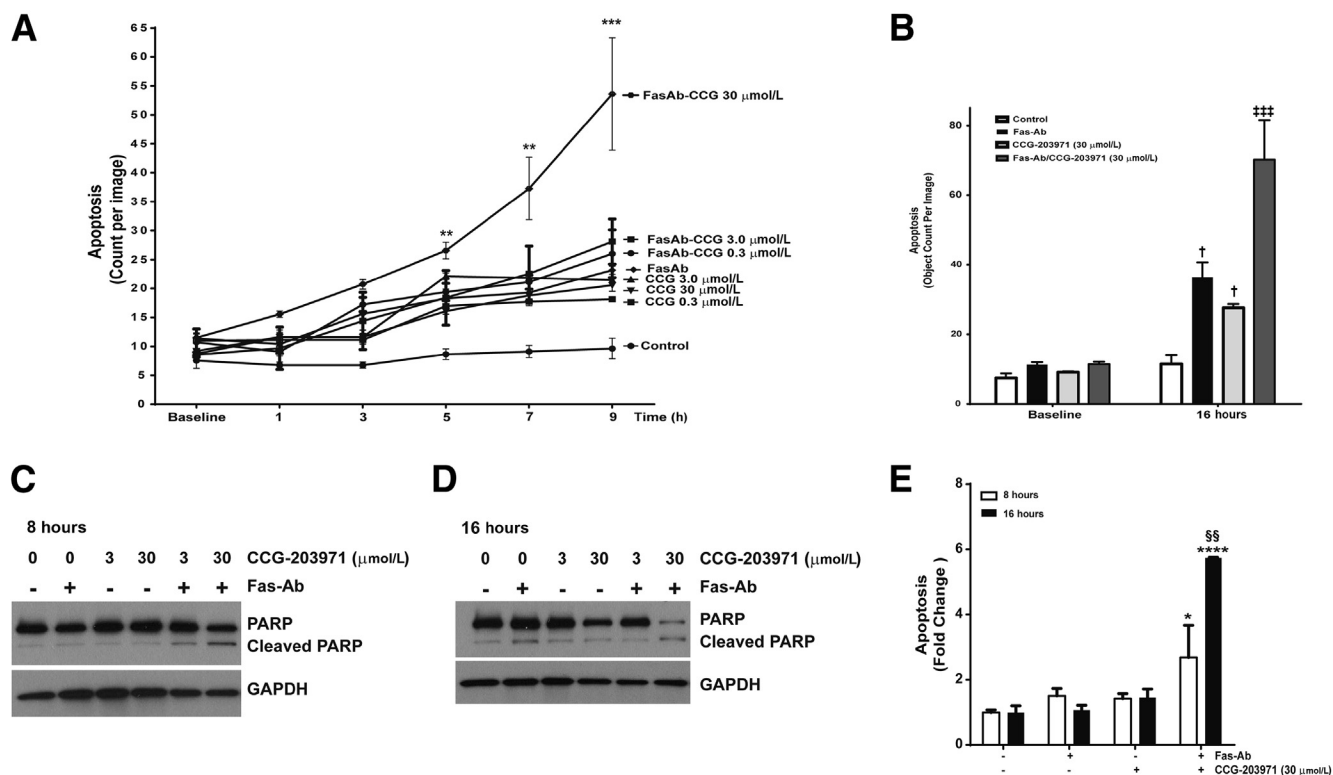 A
Apoptosis
(Count per image)
65
60
55
50
45
40
35
30
25
20
15
10
5
0
Baseline
1
3
5
7
9
Time (h)
**
**
***
FasAb-CCG 30 μmol/L
FasAb-CCG 3.0 μmol/L
FasAb-CCG 0.3 μmol/L
FasAb
CCG 3.0 μmol/L
CCG 30 μmol/L
CCG 0.3 μmol/L
Control
B
Apoptosis
(Object Count Per Image)
80
60
40
20
0
Control
Fas-Ab
CCG-203971 (30 μmol/L)
Fas-Ab/CCG-203971 (30 μmol/L)
†
†
‡‡‡
Baseline
16 hours
C
8 hours
0 0 3 30 3 30 CCG-203971 (μmol/L)
- + - - + + Fas-Ab
PARP
Cleaved PARP
GAPDH
D
16 hours
0 0 3 30 3 30 CCG-203971 (μmol/L)
- + - - + + Fas-Ab
PARP
Cleaved PARP
GAPDH
E
Apoptosis
(Fold Change )
8
6
4
2
0
8 hours
16 hours
*
§§
****
- + - + Fas-Ab
- - + + CCG-203971 (30 μmol/L)